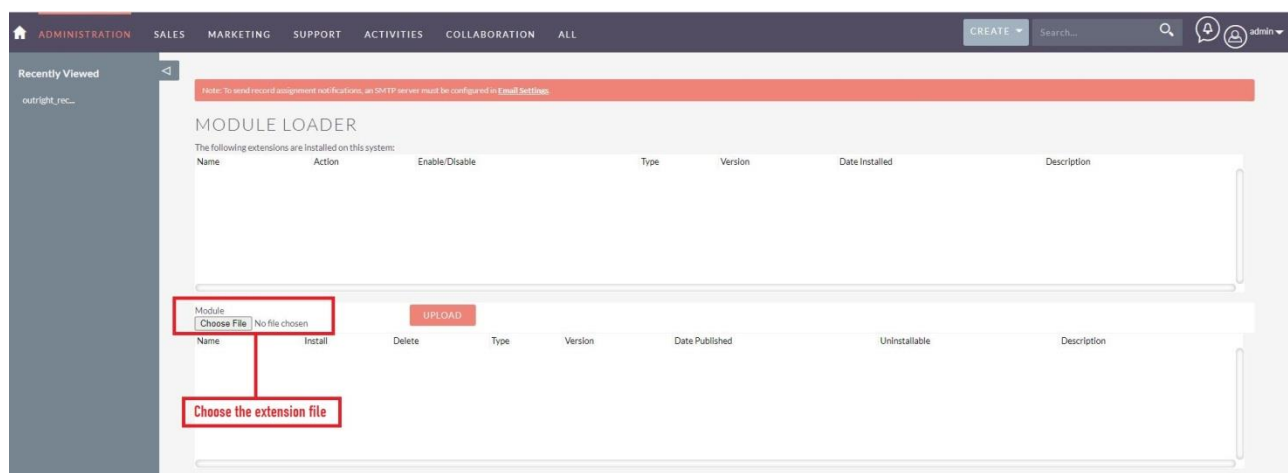 ADMINISTRATION SALES MARKETING SUPPORT ACTIVITIES COLLABORATION ALL CREATE Search... admin
Recently Viewed
outright_rec...
Note: To send record assignment notifications, an SMTP server must be configured in Email Settings.
MODULE LOADER
The following extensions are installed on this system:
Name Action Enable/Disable Type Version Date Installed Description
Module
Choose File No file chosen UPLOAD
Name Install Delete Type Version Date Published Uninstallable Description
Choose the extension file